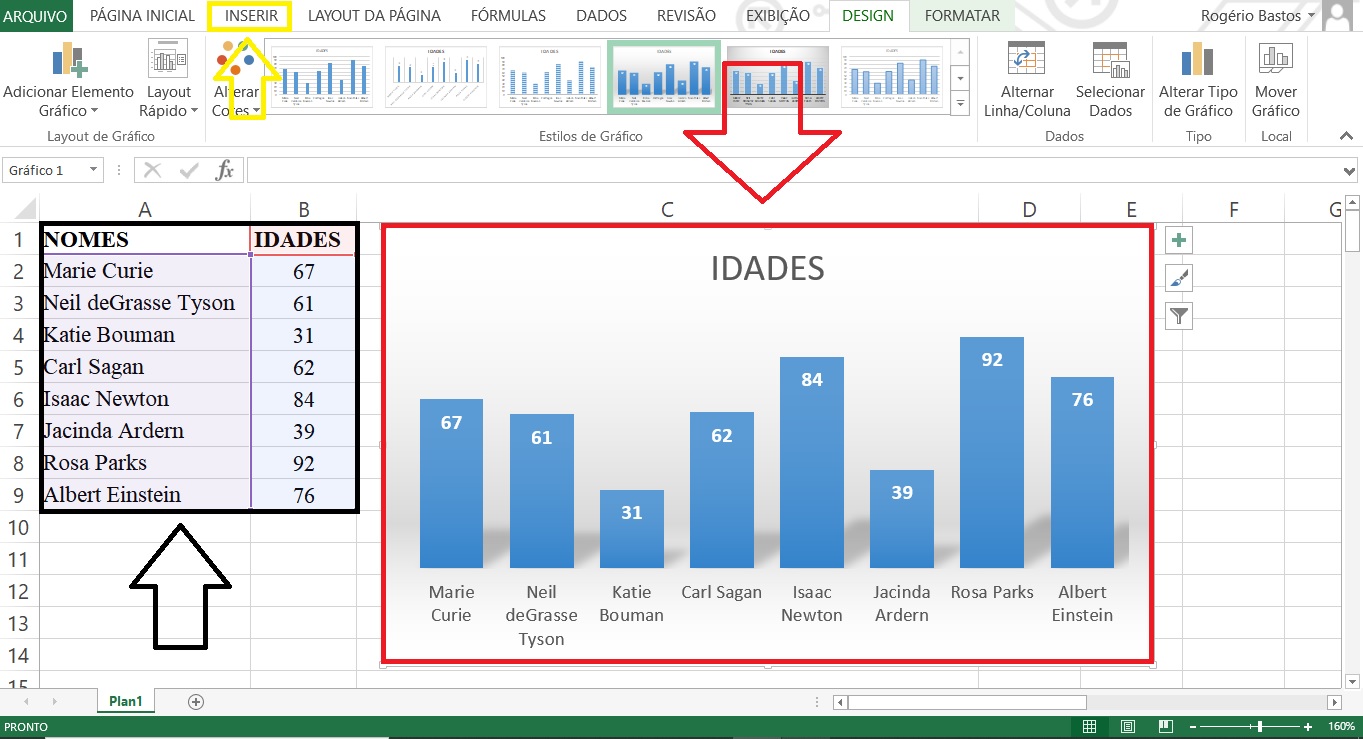 ARQUIVO PÁGINA INICIAL INSERIR LAYOUT DA PÁGINA FÓRMULAS DADOS REVISÃO EXIBIÇÃO DESIGN FORMATAR Rogério Bastos
Adicionar Elemento Gráfico
Layout Rápido
Alterar Cores
Alternar Linha/Coluna
Selecionar Dados
Alterar Tipo de Gráfico
Mover Gráfico
Layout de Gráfico Estilos de Gráfico Dados Tipo Local
Gráfico 1 fx
A B C D E F G
1 NOMES IDADES
2 Marie Curie 67
3 Neil deGrasse Tyson 61
4 Katie Bouman 31
5 Carl Sagan 62
6 Isaac Newton 84
7 Jacinda Ardern 39
8 Rosa Parks 92
9 Albert Einstein 76
10
11
12
13
14
15
IDADES
67 61 31 62 84 39 92 76
Marie Curie
Neil deGrasse Tyson
Katie Bouman
Carl Sagan
Isaac Newton
Jacinda Ardern
Rosa Parks
Albert Einstein
Plan1
PRONTO 160%